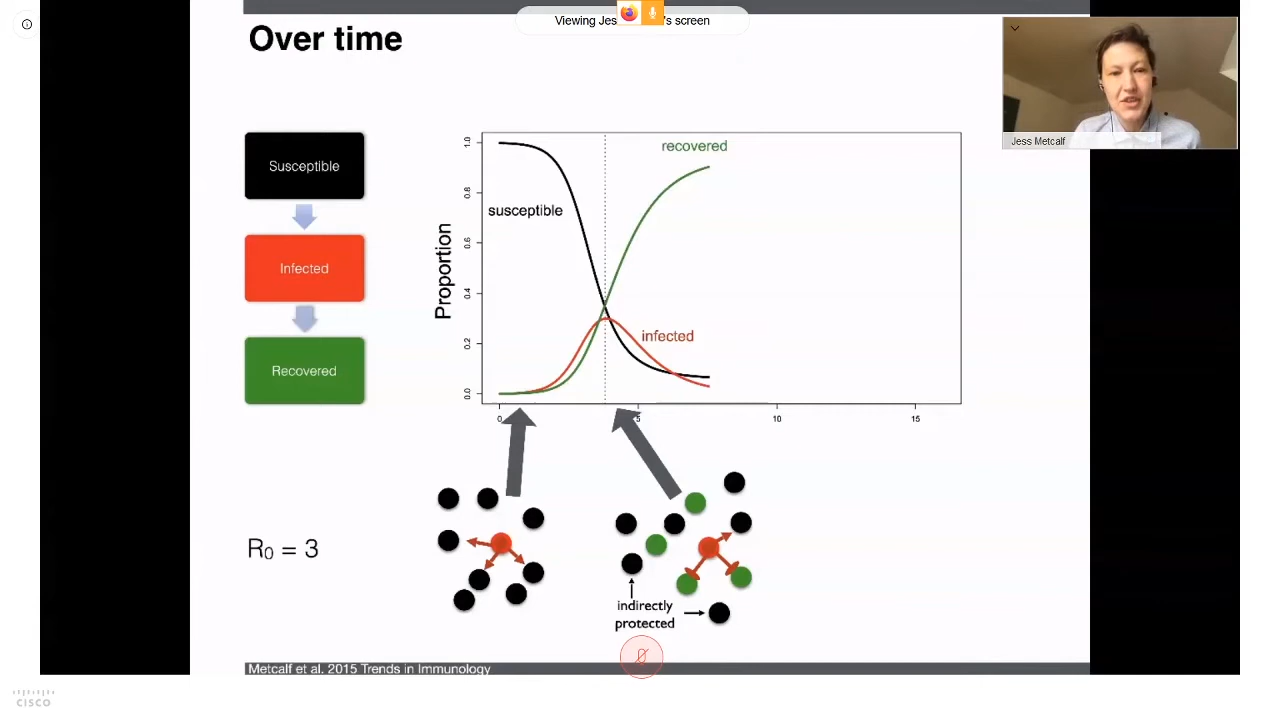 Viewing Jes 's screen
Over time
Jess Metcalf
Susceptible
Infected
Recovered
Proportion
0.0
0.2
0.4
0.6
0.8
1.0
recovered
susceptible
infected
0
5
10
15
R0 = 3
indirectly
protected
Metcalf et al. 2015 Trends in Immunology
CISCO